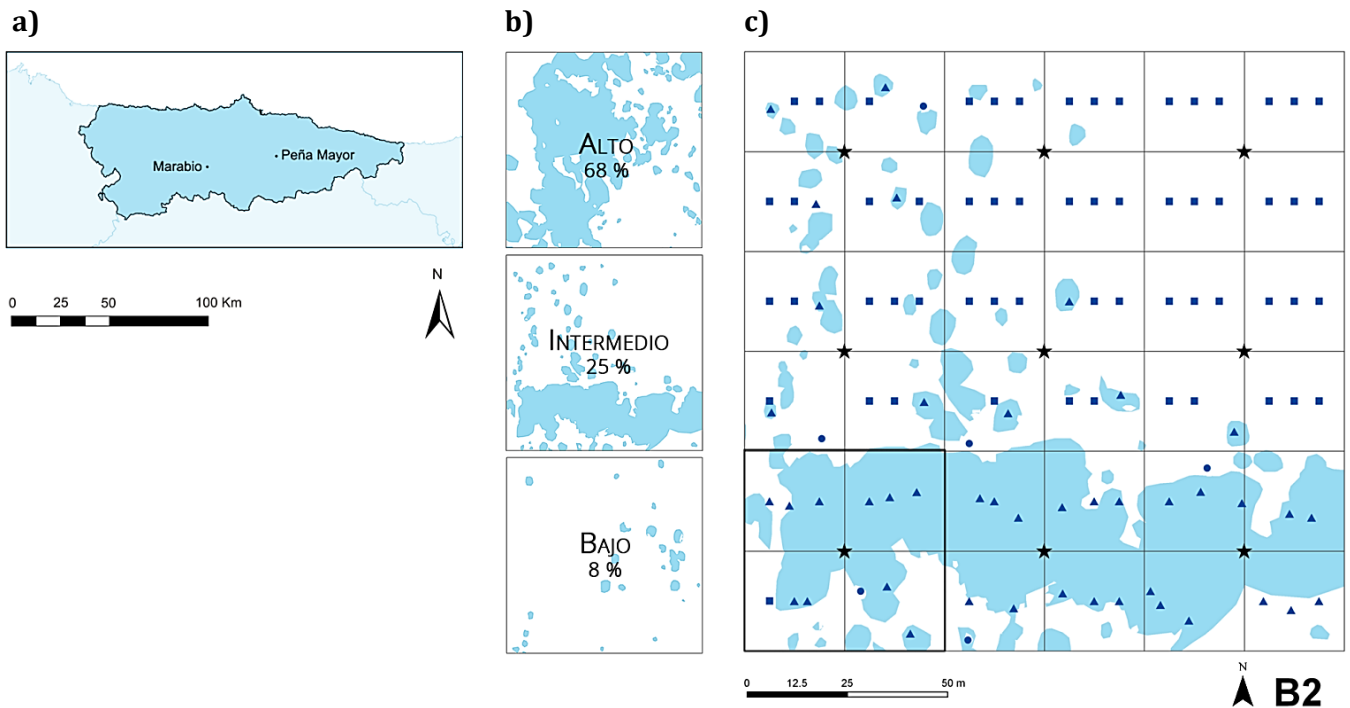 a)
b)
c)
Marabio
Peña Mayor
0 25 50 100 Km
N
ALTO
68 %
INTERMEDIO
25 %
BAJO
8 %
0 12.5 25 50 m
N
B2